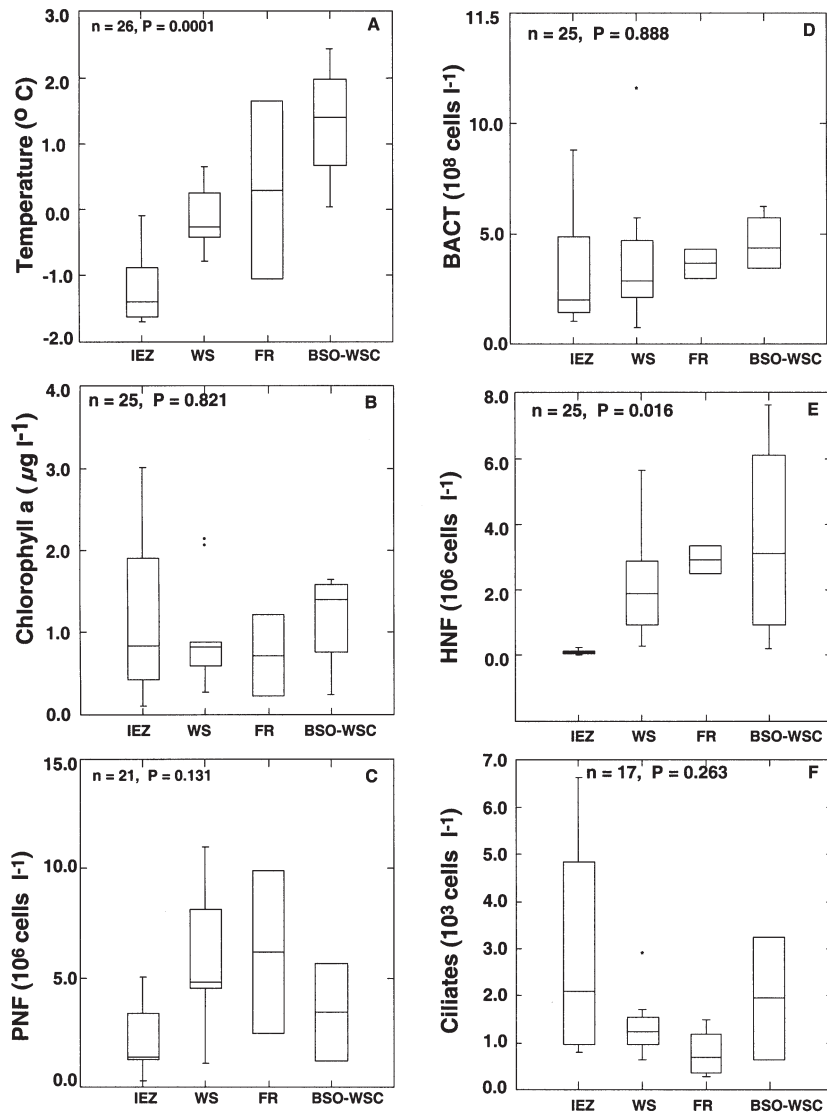 A
n = 26, P = 0.0001
Temperature (° C)
3.0
2.0
1.0
0.0
-1.0
-2.0
IEZ WS FR BSO-WSC
D
n = 25, P = 0.888
BACT (10⁸ cells l⁻¹)
11.5
10.0
5.0
0.0
IEZ WS FR BSO-WSC
B
n = 25, P = 0.821
Chlorophyll a (µg l⁻¹)
4.0
3.0
2.0
1.0
0.0
IEZ WS FR BSO-WSC
E
n = 25, P = 0.016
HNF (10⁶ cells l⁻¹)
8.0
6.0
4.0
2.0
0.0
IEZ WS FR BSO-WSC
C
n = 21, P = 0.131
PNF (10⁶ cells l⁻¹)
15.0
10.0
5.0
0.0
IEZ WS FR BSO-WSC
F
n = 17, P = 0.263
Ciliates (10³ cells l⁻¹)
7.0
6.0
5.0
4.0
3.0
2.0
1.0
0.0
IEZ WS FR BSO-WSC